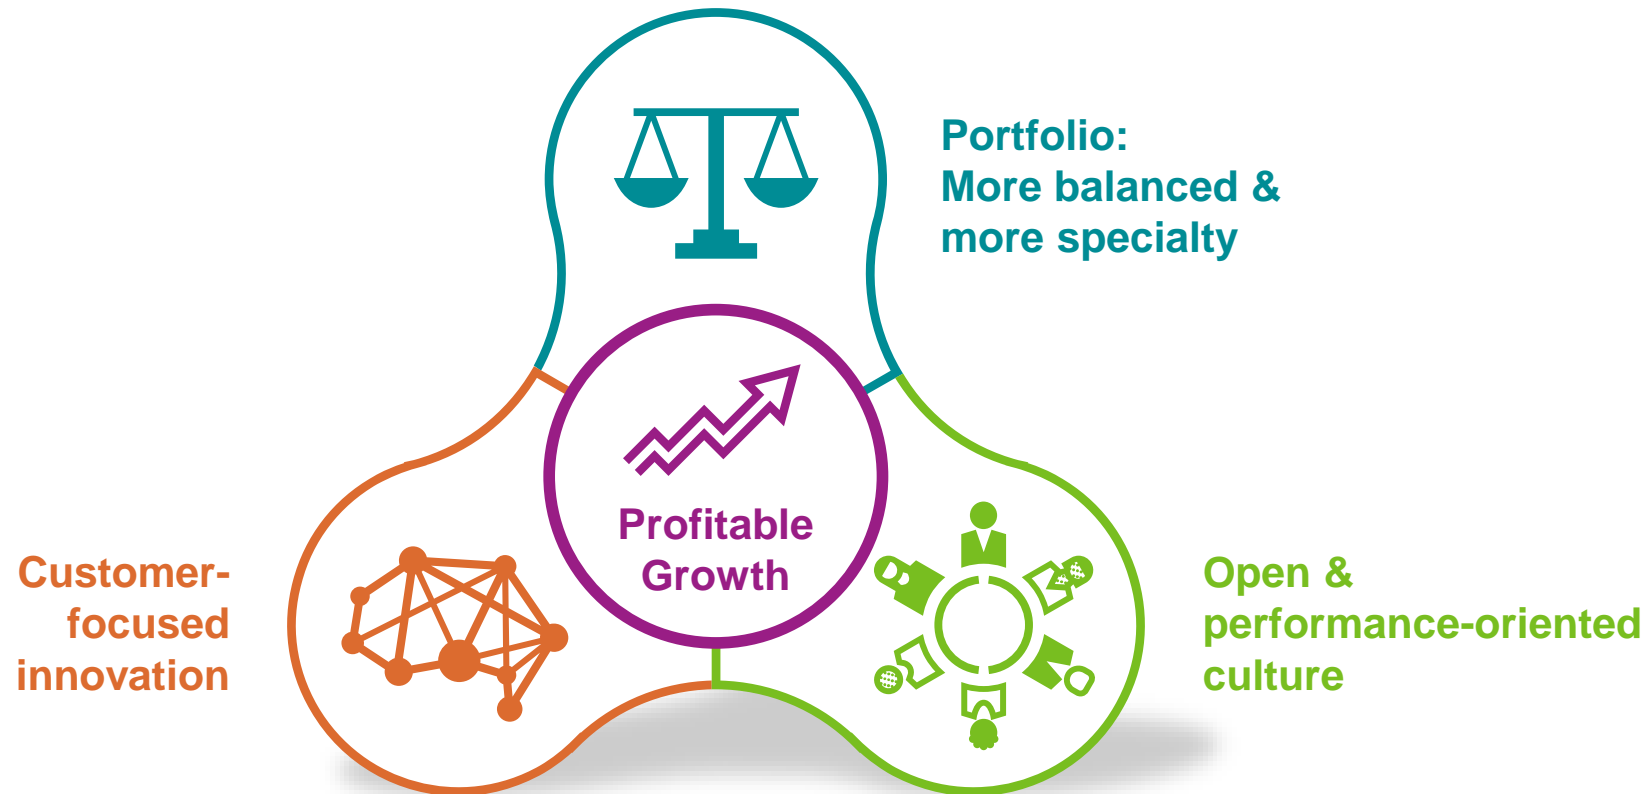 Portfolio:
More balanced &
more specialty
Profitable
Growth
Customer-
focused
innovation
Open &
performance-oriented
culture